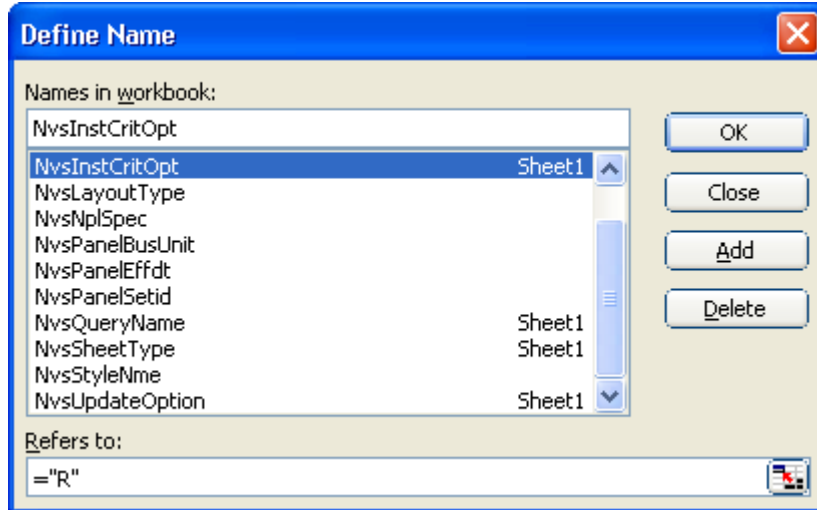 Define Name
Names in workbook:
NvsInstCritOpt
OK
NvsInstCritOpt Sheet1
NvsLayoutType
Close
NvsNplSpec
NvsPanelBusUnit
Add
NvsPanelEffdt
NvsPanelSetid
Delete
NvsQueryName Sheet1
NvsSheetType Sheet1
NvsStyleNme
NvsUpdateOption Sheet1
Refers to:
="R"